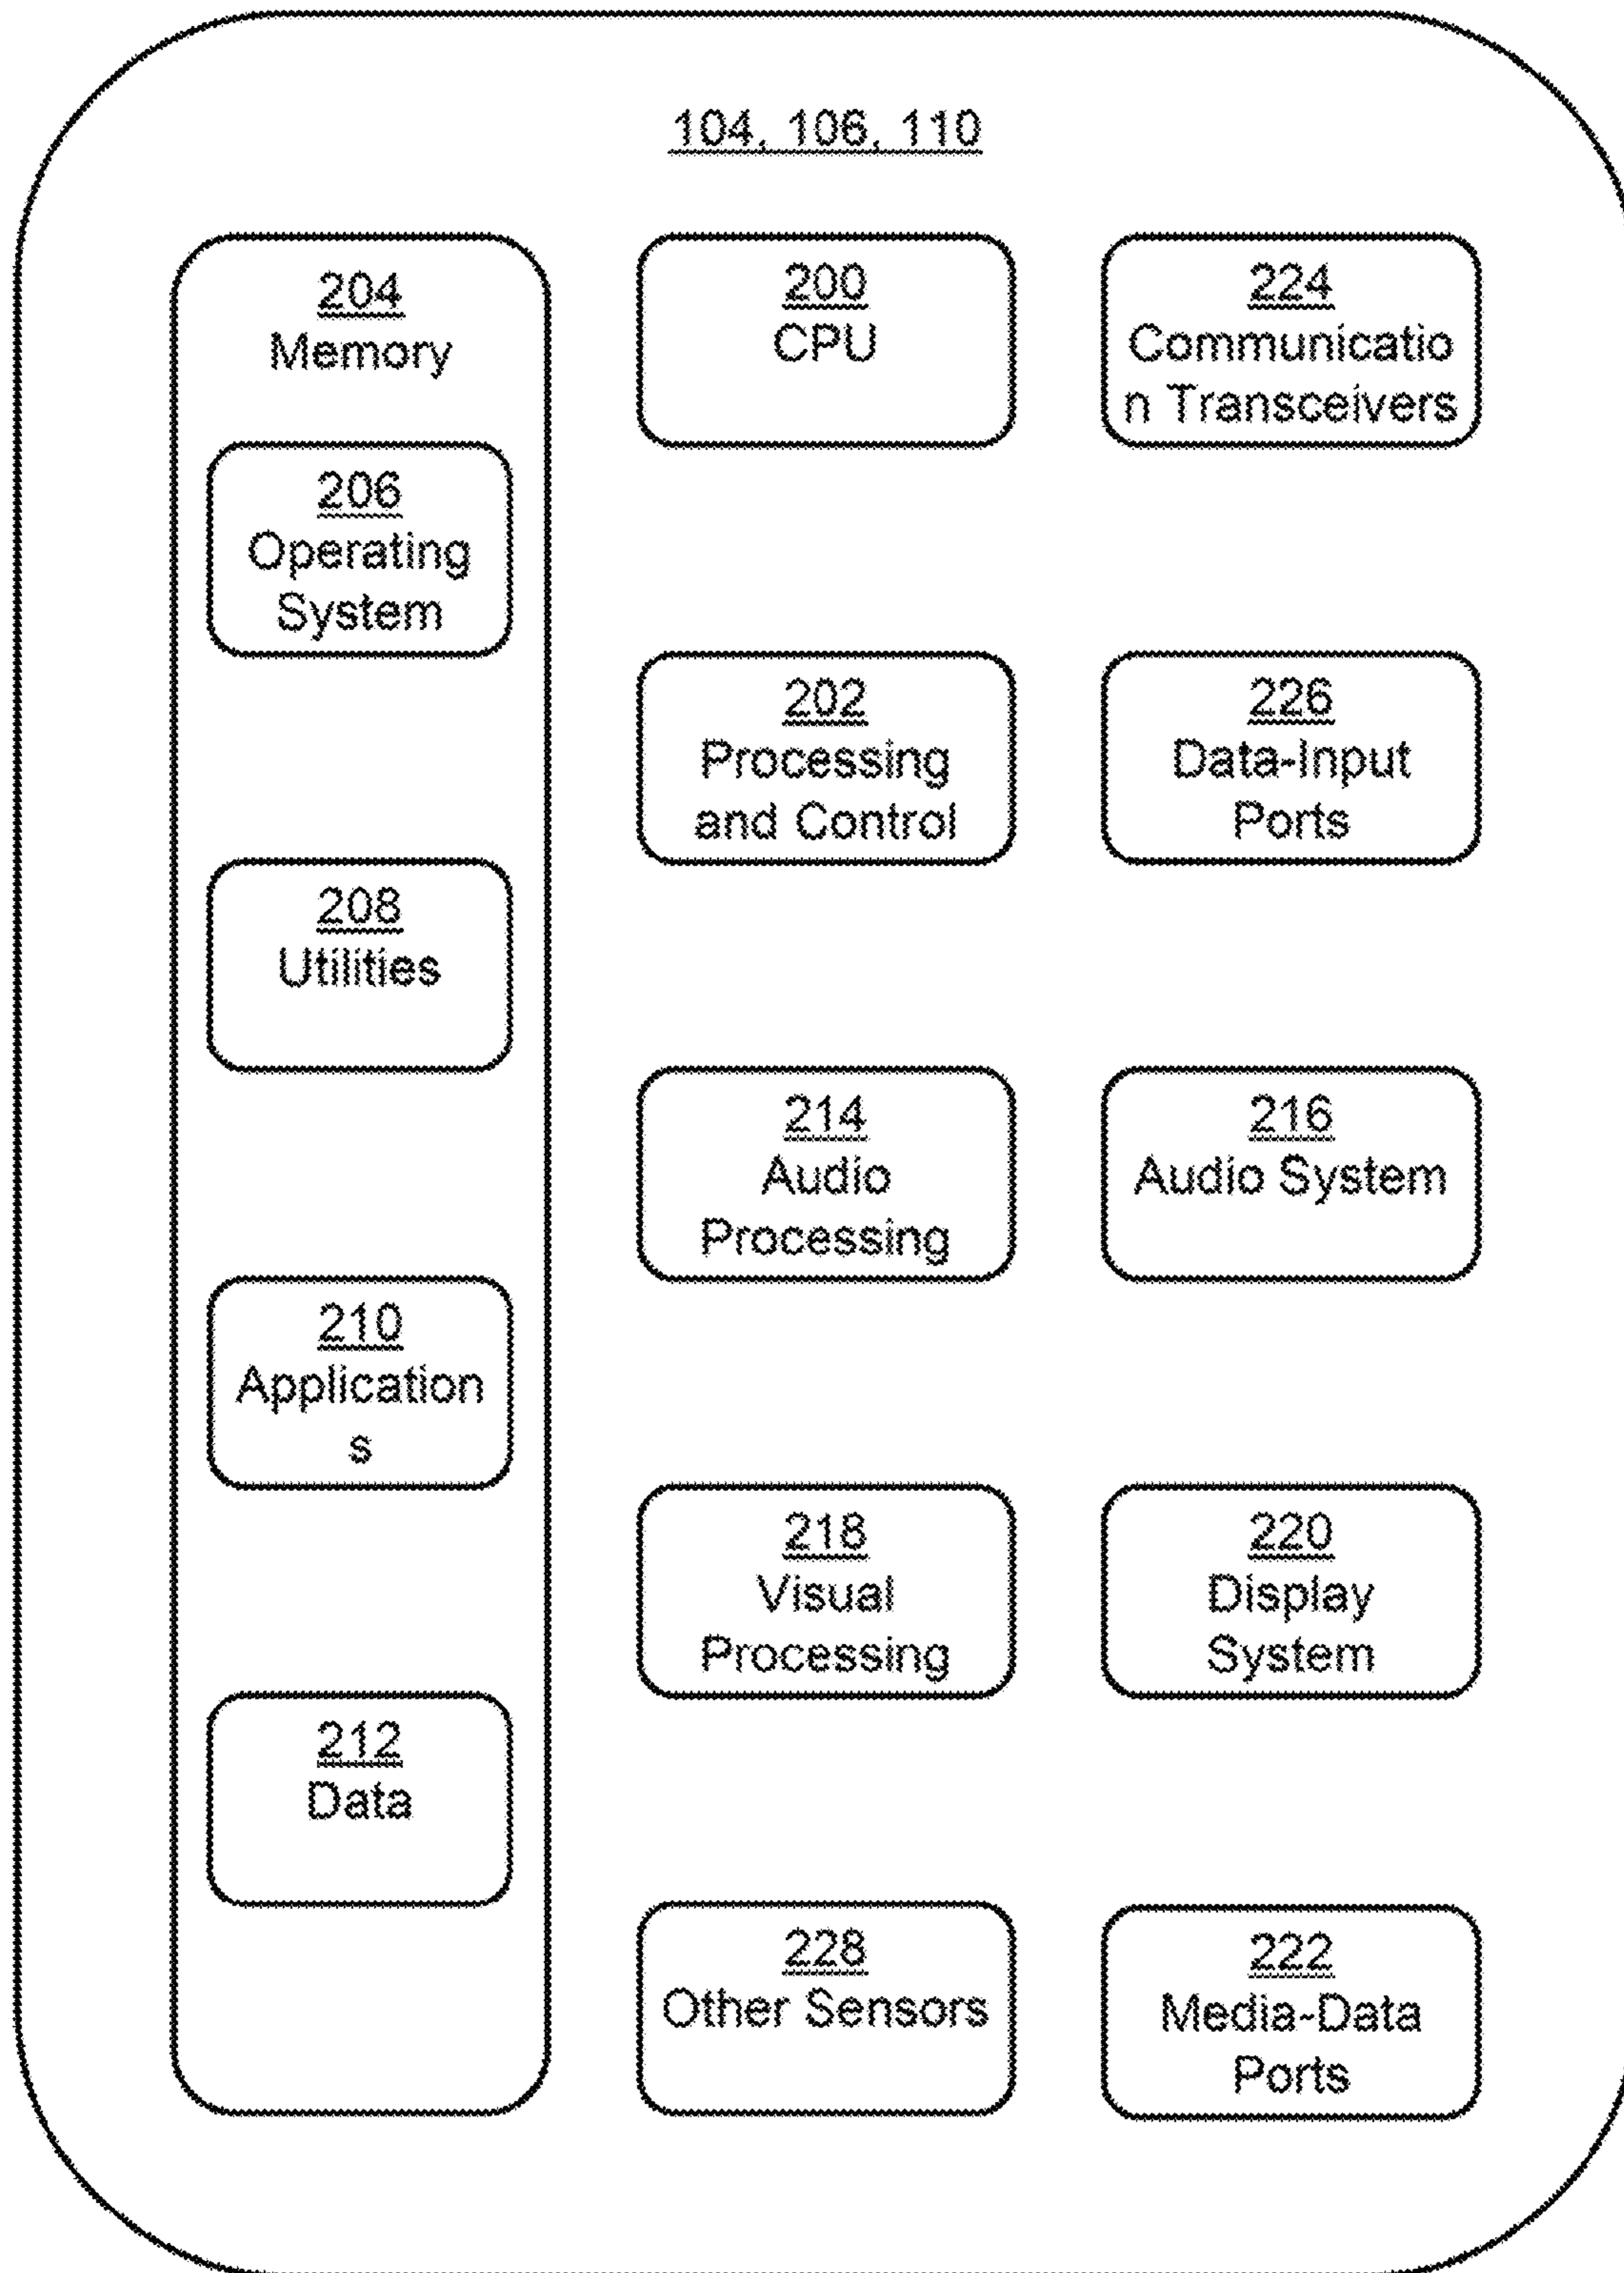 104, 106, 110
204
Memory
206
Operating
System
208
Utilities
210
Application
s
212
Data
200
CPU
202
Processing
and Control
214
Audio
Processing
218
Visual
Processing
228
Other Sensors
224
Communicatio
n Transceivers
226
Data-Input
Ports
216
Audio System
220
Display
System
222
Media-Data
Ports